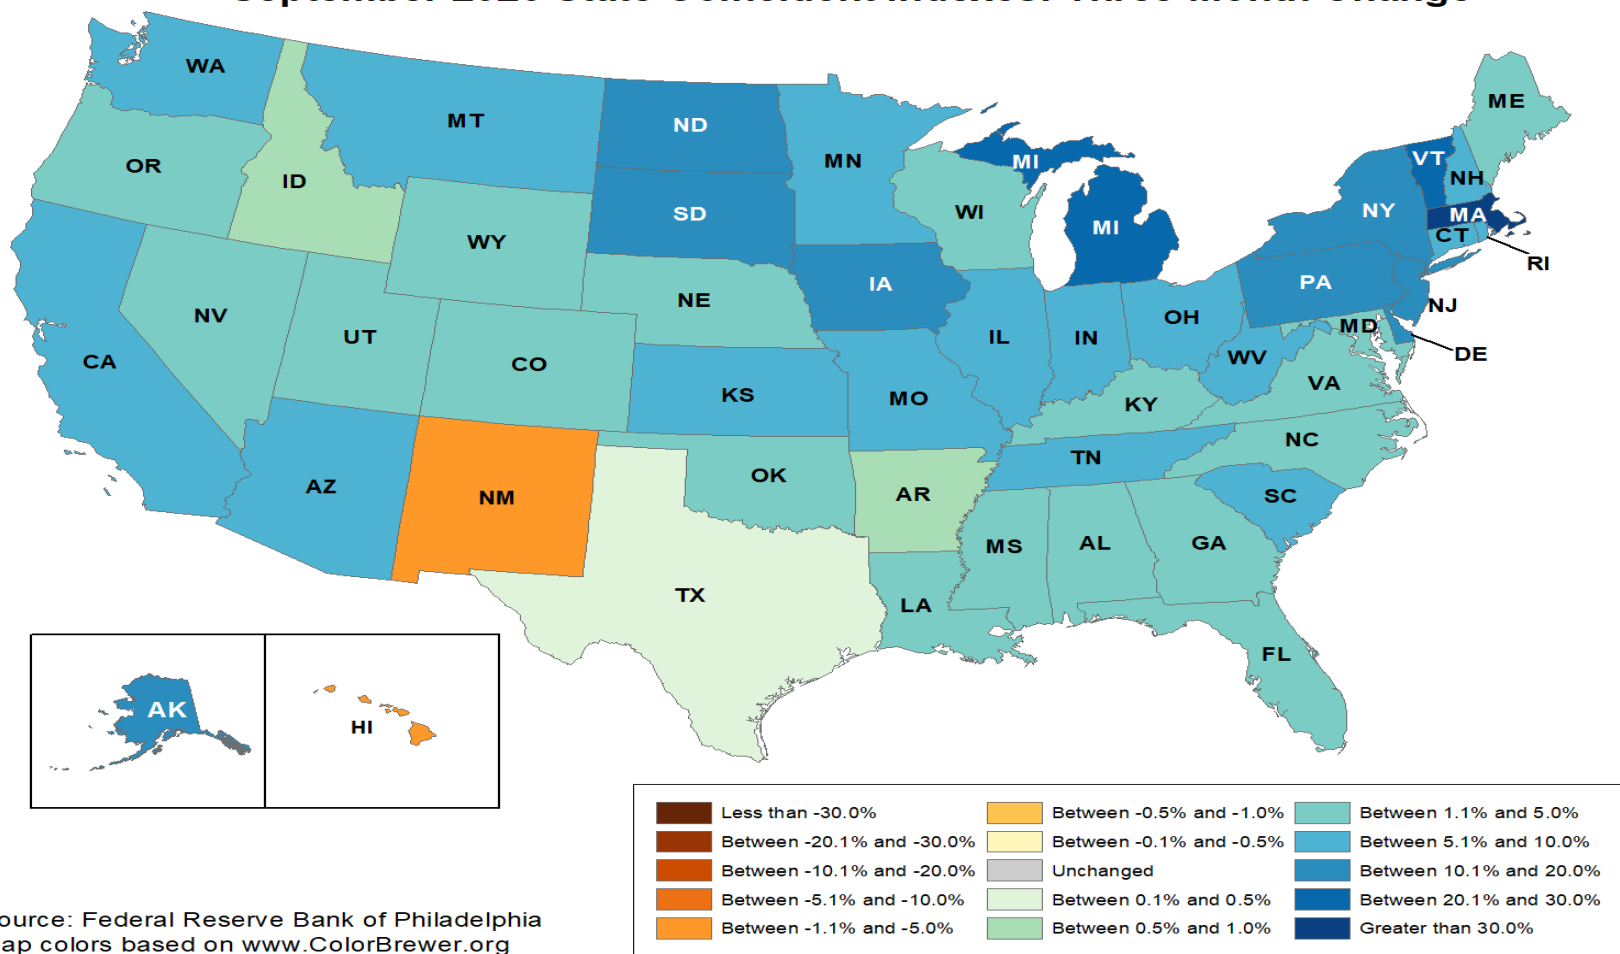 WA
MT
ND
MN
ME
OR
ID
SD
WI
MI
MI
VT
NH
NY
MA
CT
RI
WY
IA
PA
NJ
NV
UT
CO
NE
IL
IN
OH
MD
DE
CA
KS
MO
WV
KY
VA
AZ
NM
OK
AR
TN
NC
SC
MS
AL
GA
TX
LA
FL
AK
HI
Less than -30.0%
Between -20.1% and -30.0%
Between -10.1% and -20.0%
Between -5.1% and -10.0%
Between -1.1% and -5.0%
Between -0.5% and -1.0%
Between -0.1% and -0.5%
Unchanged
Between 0.1% and 0.5%
Between 0.5% and 1.0%
Between 1.1% and 5.0%
Between 5.1% and 10.0%
Between 10.1% and 20.0%
Between 20.1% and 30.0%
Greater than 30.0%
ource: Federal Reserve Bank of Philadelphia
ap colors based on www.ColorBrewer.org